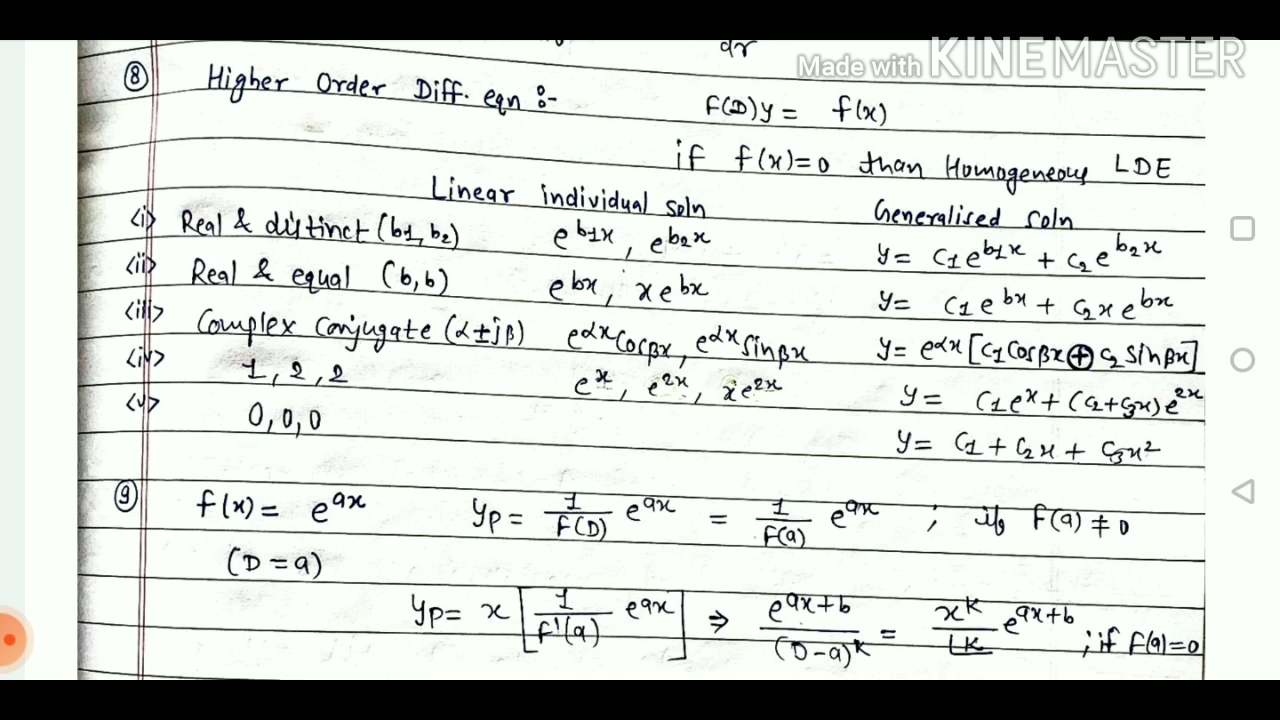 dr
Made with KINEMASTER
⑧ Higher Order Diff. eqn :- F(D)y = f(x)
if f(x)=0 than Homogeneous LDE
Linear individual soln Generalised soln
<i> Real & distinct (b1, b2) e^{b1x}, e^{b2x} y = c1e^{b1x} + c2e^{b2x}
<ii> Real & equal (b,b) e^{bx}, xe^{bx} y = c1e^{bx} + c2xe^{bx}
<iii> Complex conjugate (α±jβ) e^{αx}Cosβx, e^{αx}sinβx y = e^{αx}[c1Cosβx ⊕ c2 sinβx]
<iv> 1, 2, 2 e^{x}, e^{2x}, xe^{2x} y = c1e^{x} + (c2+c3x)e^{2x}
<v> 0,0,0 y = c1 + c2x + c3x²
⑨ f(x) = e^{ax} yp = 1/F(D) e^{ax} = 1/F(a) e^{ax} ; if F(a) ≠ 0
(D = a)
yp = x [1/F'(a) e^{ax}] ⇒ e^{ax+b}/(D-a)^k = x^k/⌊k e^{ax+b} ; if F(a)=0